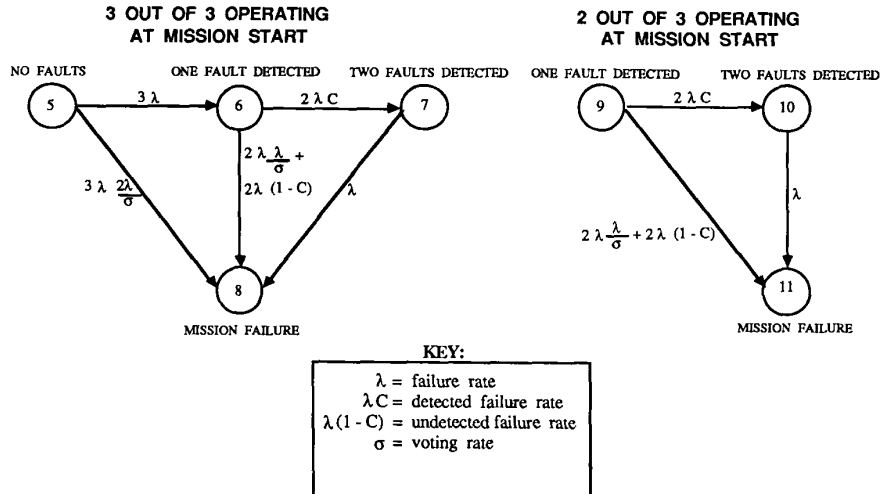 3 OUT OF 3 OPERATING
AT MISSION START
NO FAULTS
ONE FAULT DETECTED
TWO FAULTS DETECTED
5
3 λ
6
2 λ C
7
3 λ 2λ/σ
2 λ λ/σ +
2λ (1 - C)
λ
8
MISSION FAILURE
2 OUT OF 3 OPERATING
AT MISSION START
ONE FAULT DETECTED
TWO FAULTS DETECTED
9
2 λ C
10
2 λ λ/σ + 2 λ (1 - C)
λ
11
MISSION FAILURE
KEY:
λ = failure rate
λ C = detected failure rate
λ (1 - C) = undetected failure rate
σ = voting rate